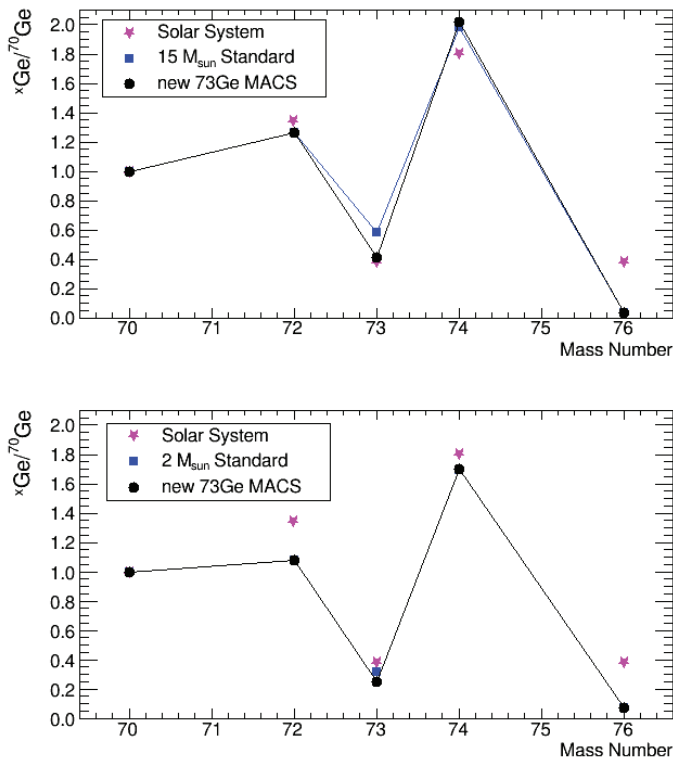 ˣGe/⁷⁰Ge
2.0
1.8
1.6
1.4
1.2
1.0
0.8
0.6
0.4
0.2
0.0
Solar System
15 Msun Standard
new 73Ge MACS
70 71 72 73 74 75 76
Mass Number
ˣGe/⁷⁰Ge
2.0
1.8
1.6
1.4
1.2
1.0
0.8
0.6
0.4
0.2
0.0
Solar System
2 Msun Standard
new 73Ge MACS
70 71 72 73 74 75 76
Mass Number